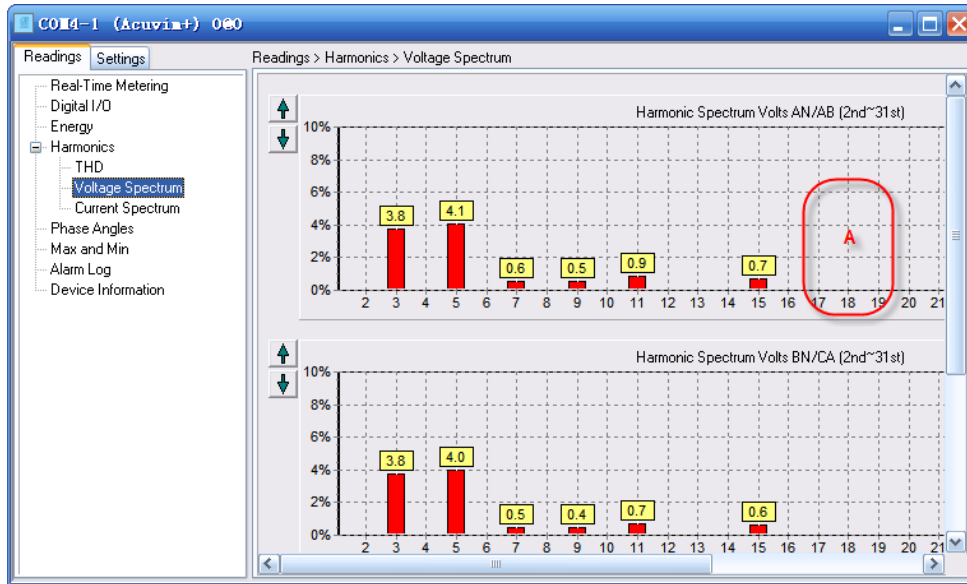 COM4-1 (Acuvim+) 0@0
Readings Settings
Readings > Harmonics > Voltage Spectrum
Real-Time Metering
Digital I/O
Energy
Harmonics
THD
Voltage Spectrum
Current Spectrum
Phase Angles
Max and Min
Alarm Log
Device Information
Harmonic Spectrum Volts AN/AB (2nd~31st)
10%
8%
6%
4%
2%
0%
3.8 4.1 0.6 0.5 0.9 0.7
A
2 3 4 5 6 7 8 9 10 11 12 13 14 15 16 17 18 19 20 21
Harmonic Spectrum Volts BN/CA (2nd~31st)
10%
8%
6%
4%
2%
0%
3.8 4.0 0.5 0.4 0.7 0.6
2 3 4 5 6 7 8 9 10 11 12 13 14 15 16 17 18 19 20 21